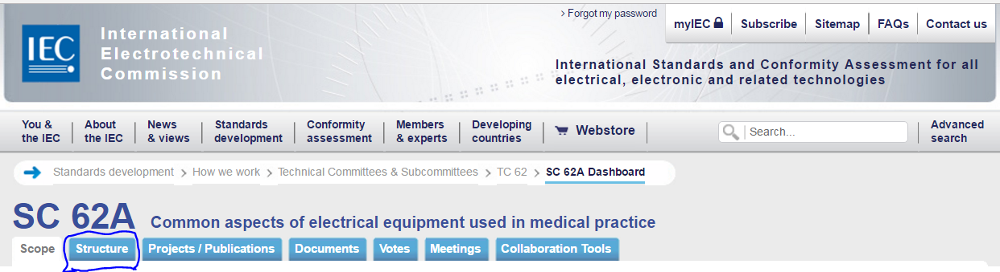 > Forgot my password
myIEC
Subscribe
Sitemap
FAQs
Contact us
IEC
International
Electrotechnical
Commission
International Standards and Conformity Assessment for all
electrical, electronic and related technologies
You &
the IEC
About
the IEC
News
& views
Standards
development
Conformity
assessment
Members
& experts
Developing
countries
Webstore
Search...
Advanced
search
Standards development > How we work > Technical Committees & Subcommittees > TC 62 > SC 62A Dashboard
SC 62A Common aspects of electrical equipment used in medical practice
Scope
Structure
Projects / Publications
Documents
Votes
Meetings
Collaboration Tools